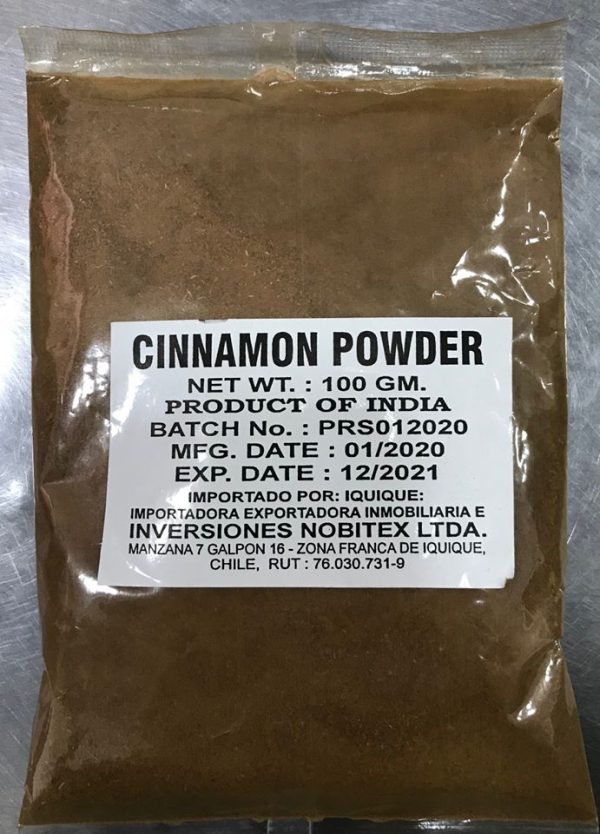 CINNAMON POWDER
NET WT. : 100 GM.
PRODUCT OF INDIA
BATCH No. : PRS012020
MFG. DATE : 01/2020
EXP. DATE : 12/2021
IMPORTADO POR: IQUIQUE:
IMPORTADORA EXPORTADORA INMOBILIARIA E
INVERSIONES NOBITEX LTDA.
MANZANA 7 GALPON 16 - ZONA FRANCA DE IQUIQUE,
CHILE, RUT : 76.030.731-9